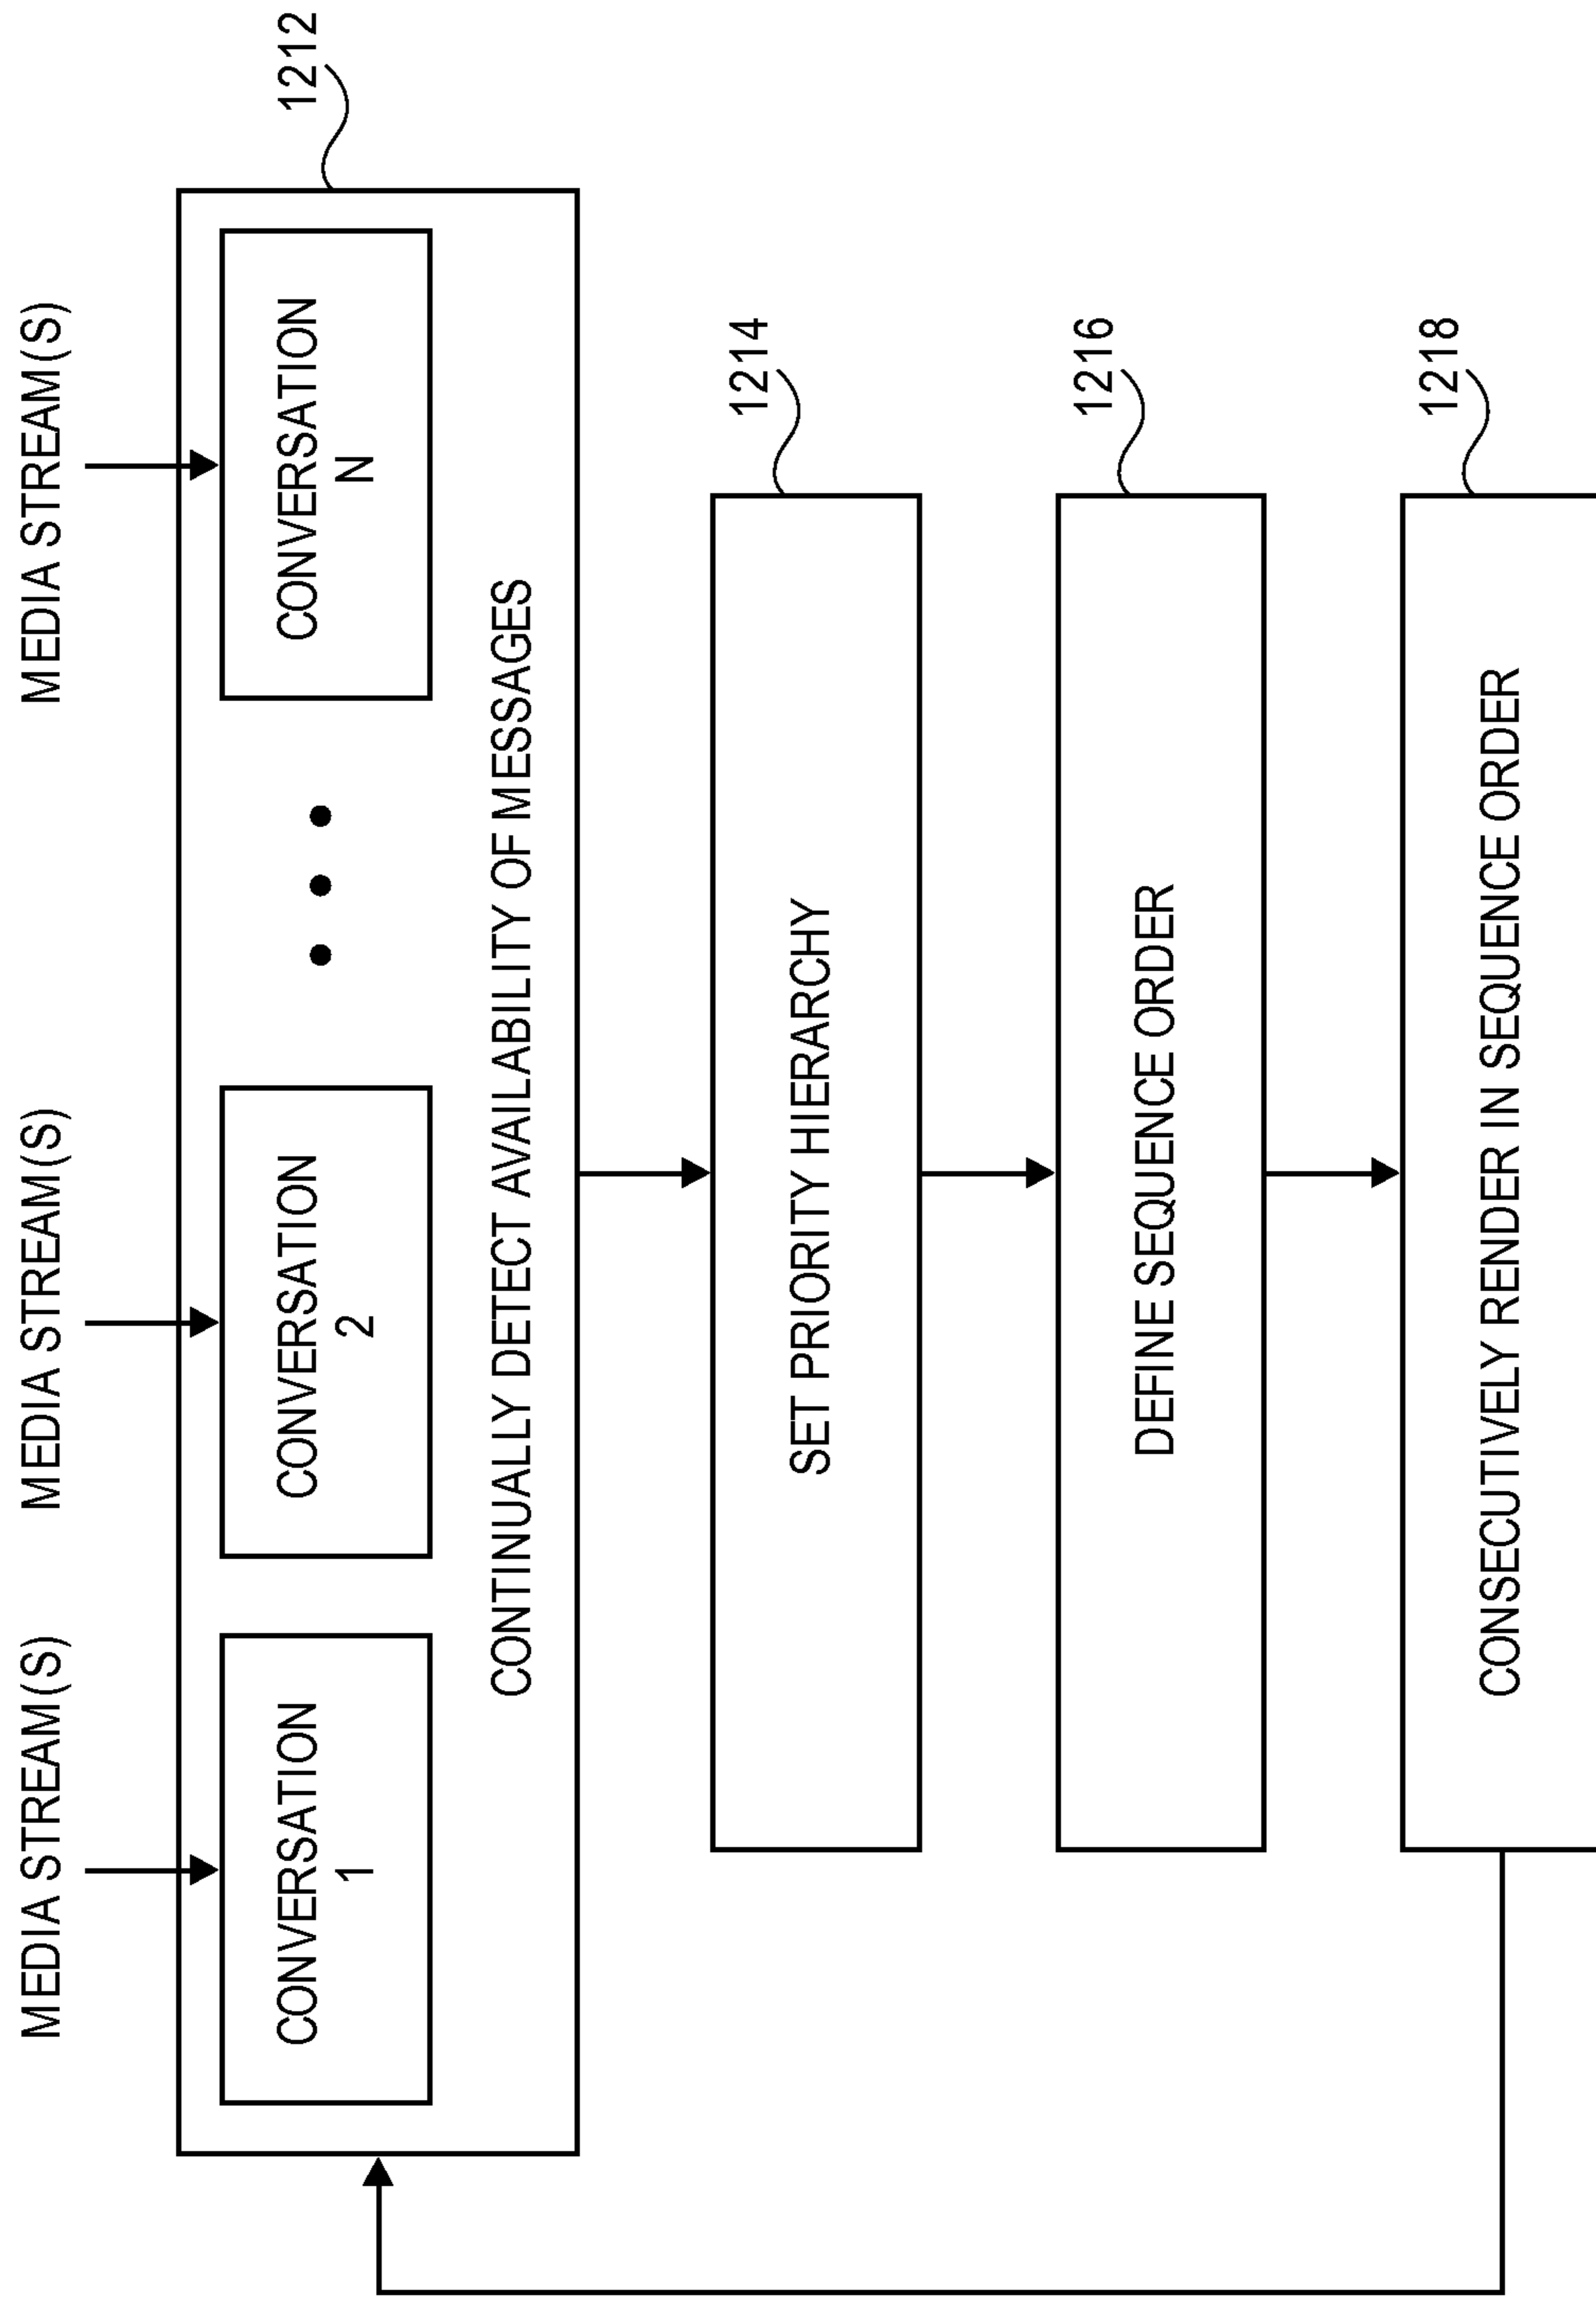 MEDIA STREAM(S)
MEDIA STREAM(S)
MEDIA STREAM(S)
1212
CONVERSATION
1
CONVERSATION
2
CONVERSATION
N
CONTINUALLY DETECT AVAILABILITY OF MESSAGES
1214
SET PRIORITY HIERARCHY
1216
DEFINE SEQUENCE ORDER
1218
CONSECUTIVELY RENDER IN SEQUENCE ORDER